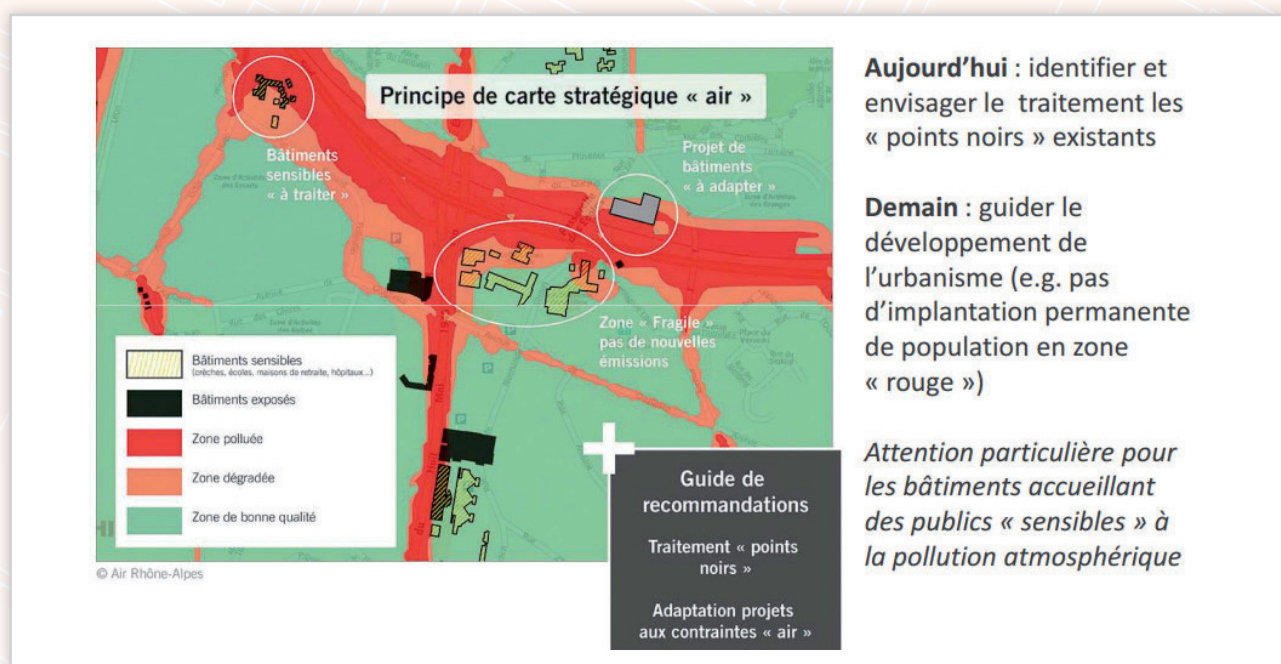 Principe de carte stratégique « air »
Bâtiments
sensibles
« à traiter »
Projet de
bâtiments
« à adapter »
Zone « Fragile »
pas de nouvelles
émissions
Bâtiments sensibles
(crèches, écoles, maisons de retraite, hôpitaux...)
Bâtiments exposés
Zone polluée
Zone dégradée
Zone de bonne qualité
© Air Rhône-Alpes
Guide de
recommandations
Traitement « points
noirs »
Adaptation projets
aux contraintes « air »
Aujourd’hui : identifier et
envisager le traitement les
« points noirs » existants
Demain : guider le
développement de
l’urbanisme (e.g. pas
d’implantation permanente
de population en zone
« rouge »)
Attention particulière pour
les bâtiments accueillant
des publics « sensibles » à
la pollution atmosphérique